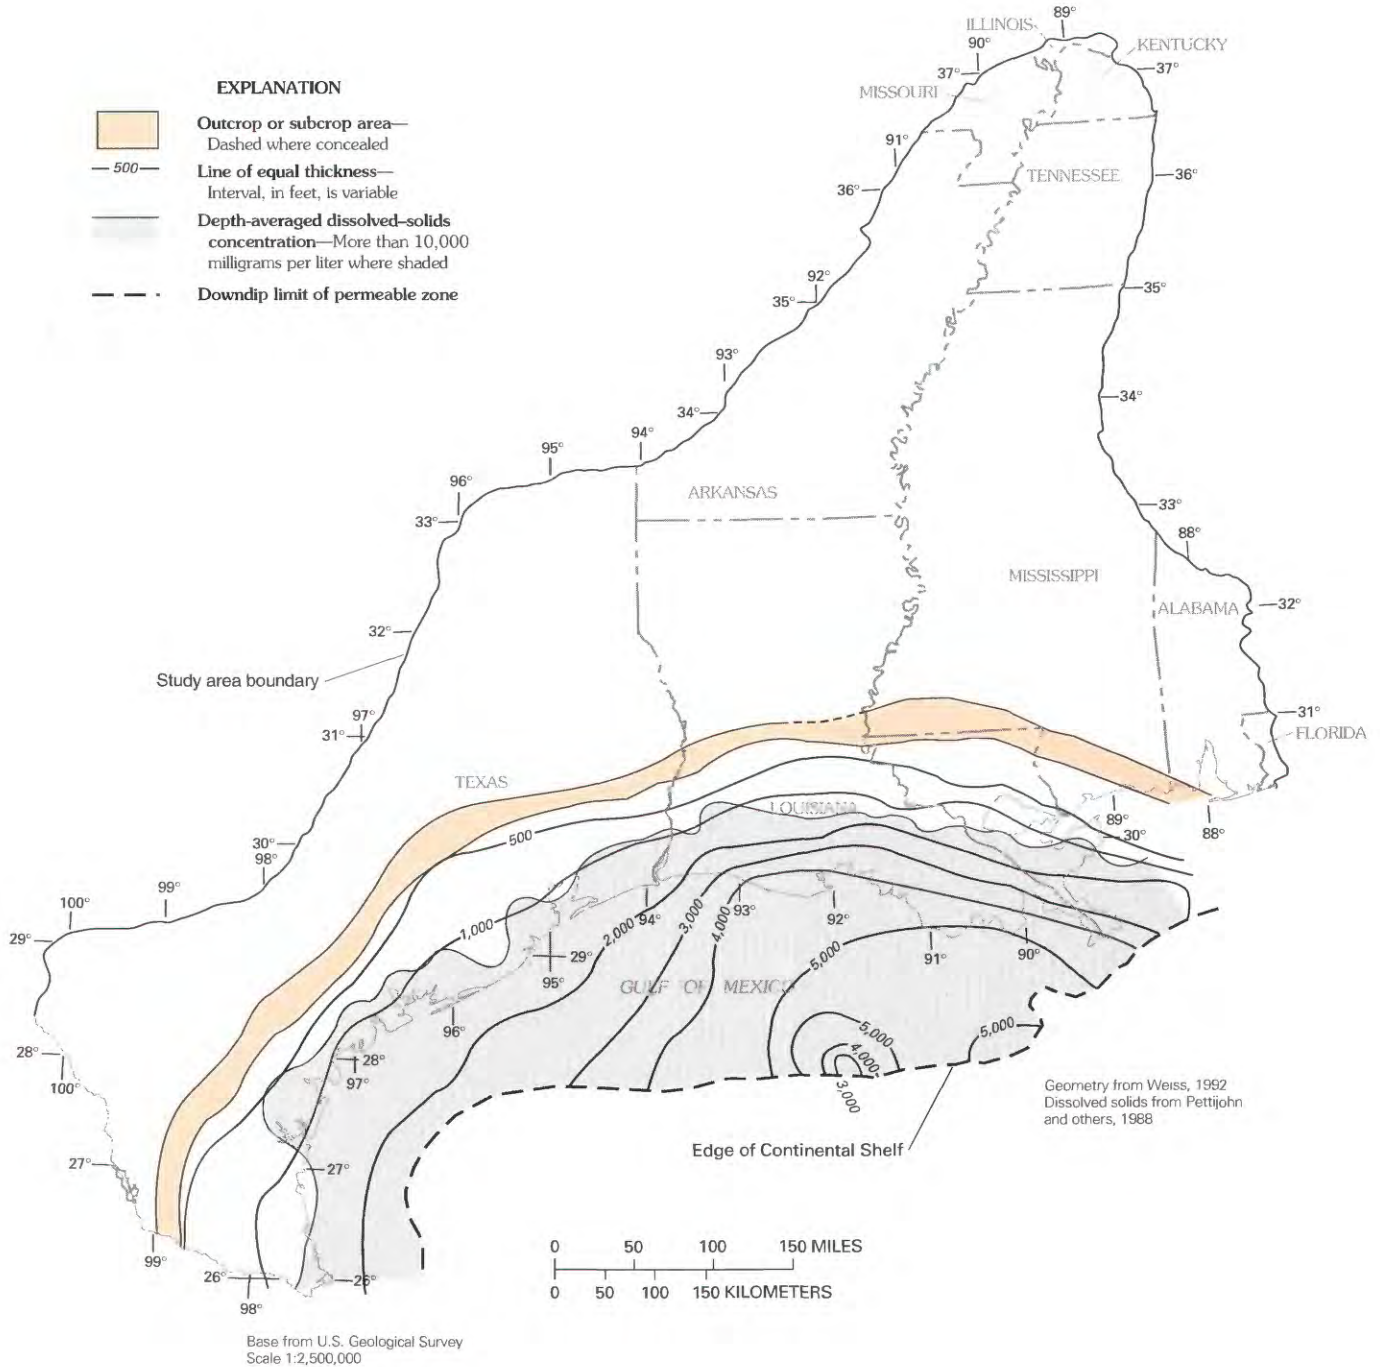 EXPLANATION
Outcrop or subcrop area—
Dashed where concealed
500
Line of equal thickness—
Interval, in feet, is variable
Depth-averaged dissolved–solids
concentration—More than 10,000
milligrams per liter where shaded
Downdip limit of permeable zone
ILLINOIS
89°
90°
KENTUCKY
37°
37°
MISSOURI
91°
TENNESSEE
36°
36°
92°
35°
35°
93°
34°
34°
94°
95°
96°
ARKANSAS
33°
33°
88°
MISSISSIPPI
ALABAMA
32°
32°
Study area boundary
97°
31°
31°
FLORIDA
TEXAS
LOUISIANA
500
89°
30°
88°
30°
98°
99°
100°
29°
1,000
2,000
94°
3,000
4,000
93°
92°
5,000
91°
90°
29°
95°
GULF OF MEXICO
96°
28°
100°
28°
97°
5,000
4,000
3,000
5,000
Geometry from Weiss, 1992
Dissolved solids from Pettijohn
and others, 1988
Edge of Continental Shelf
27°
27°
99°
26°
26°
98°
0 50 100 150 MILES
0 50 100 150 KILOMETERS
Base from U.S. Geological Survey
Scale 1:2,500,000